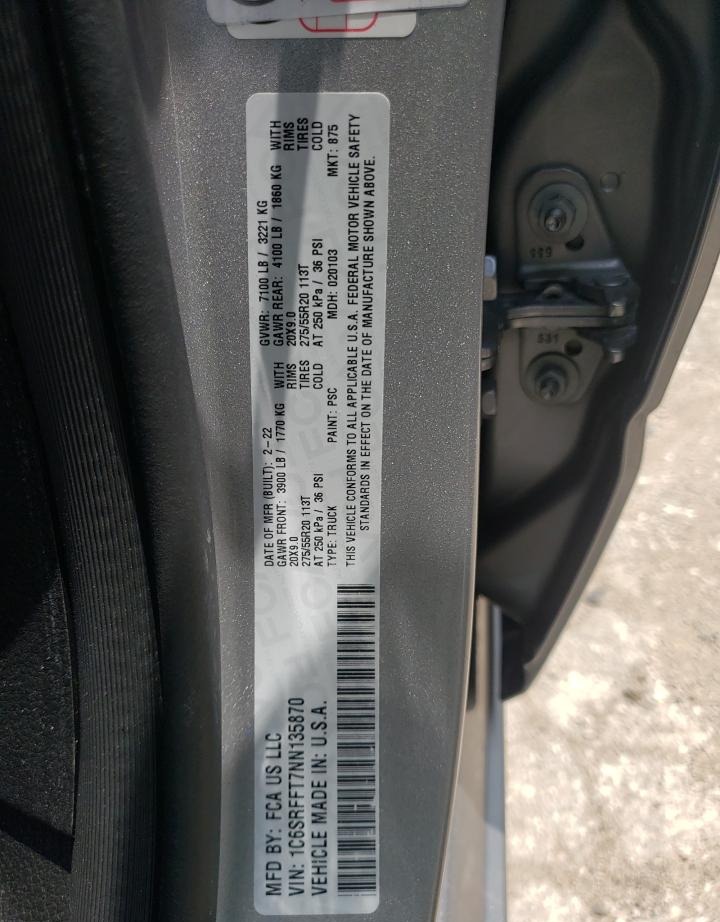 MFD BY: FCA US LLC
VIN: 1C6SRFFT7NN135870
VEHICLE MADE IN: U.S.A.
DATE OF MFR (BUILT): 2-22 GVWR: 7100 LB / 3221 KG
GAWR FRONT: 3900 LB / 1770 KG WITH GAWR REAR: 4100 LB / 1860 KG WITH
20X9.0 RIMS 20X9.0 RIMS
275/55R20 113T TIRES 275/55R20 113T TIRES
AT 250 kPa / 36 PSI COLD AT 250 kPa / 36 PSI COLD
TYPE: TRUCK PAINT: PSC MDH: 020103 MKT: 875
THIS VEHICLE CONFORMS TO ALL APPLICABLE U.S.A. FEDERAL MOTOR VEHICLE SAFETY
STANDARDS IN EFFECT ON THE DATE OF MANUFACTURE SHOWN ABOVE.
531